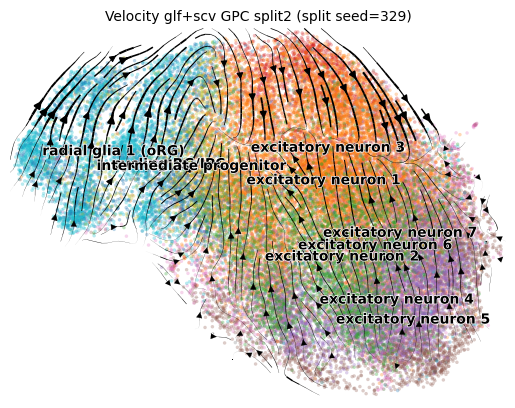 Velocity glf+scv GPC split2 (split seed=329)
excitatory neuron 3
radial glia 1 (oRG)
intermediate progenitor
excitatory neuron 1
excitatory neuron 7
excitatory neuron 6
excitatory neuron 2
excitatory neuron 4
excitatory neuron 5